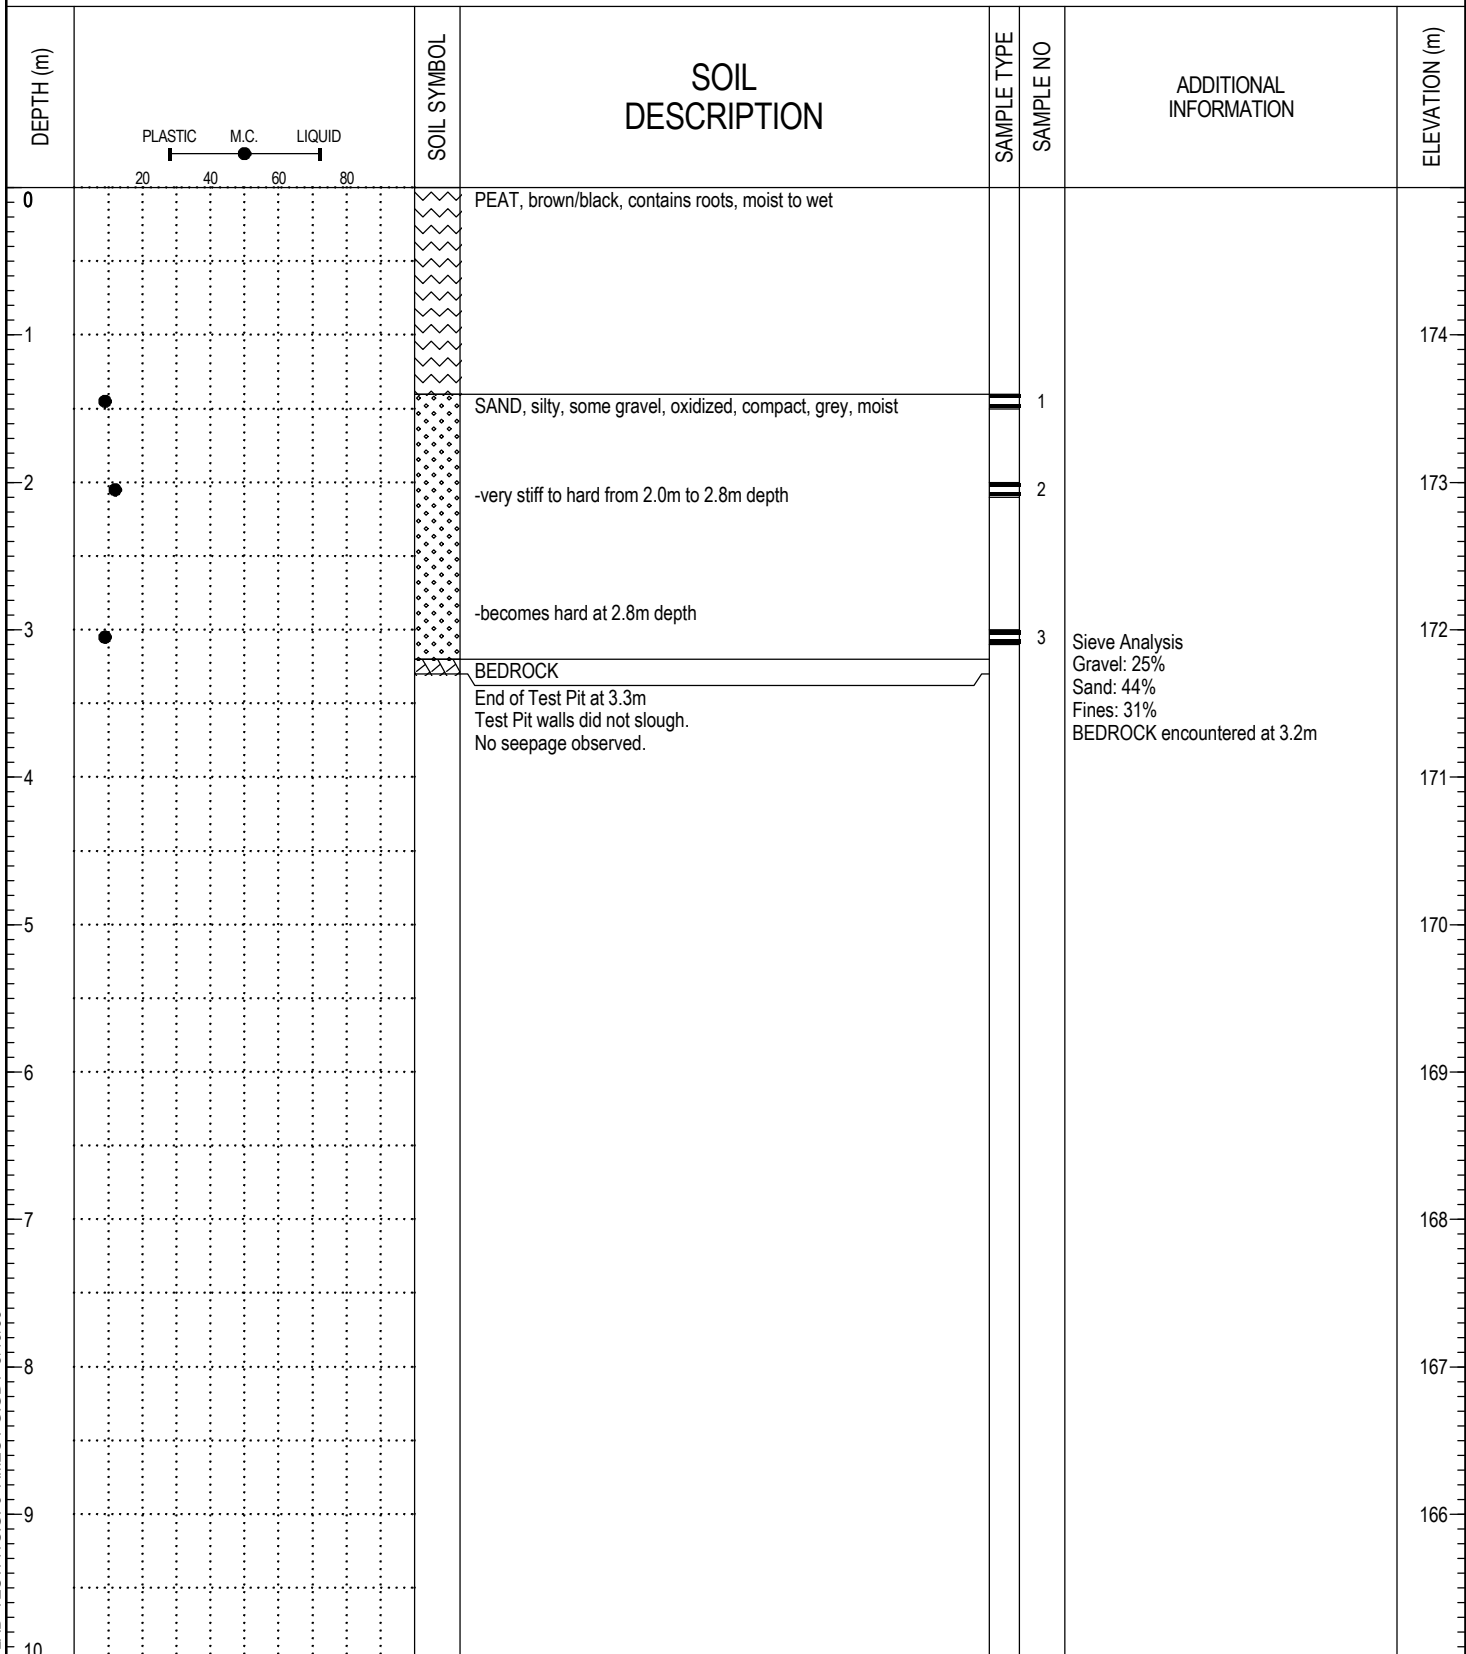 DEPTH (m)
PLASTIC M.C. LIQUID
20 40 60 80
SOIL SYMBOL
SOIL
DESCRIPTION
SAMPLE TYPE
SAMPLE NO
ADDITIONAL
INFORMATION
ELEVATION (m)
0
PEAT, brown/black, contains roots, moist to wet
1
174
SAND, silty, some gravel, oxidized, compact, grey, moist
1
2
-very stiff to hard from 2.0m to 2.8m depth
2
173
-becomes hard at 2.8m depth
3
3
172
Sieve Analysis
Gravel: 25%
Sand: 44%
Fines: 31%
BEDROCK encountered at 3.2m
BEDROCK
End of Test Pit at 3.3m
Test Pit walls did not slough.
No seepage observed.
4
171
5
170
6
169
7
168
8
167
9
166
10